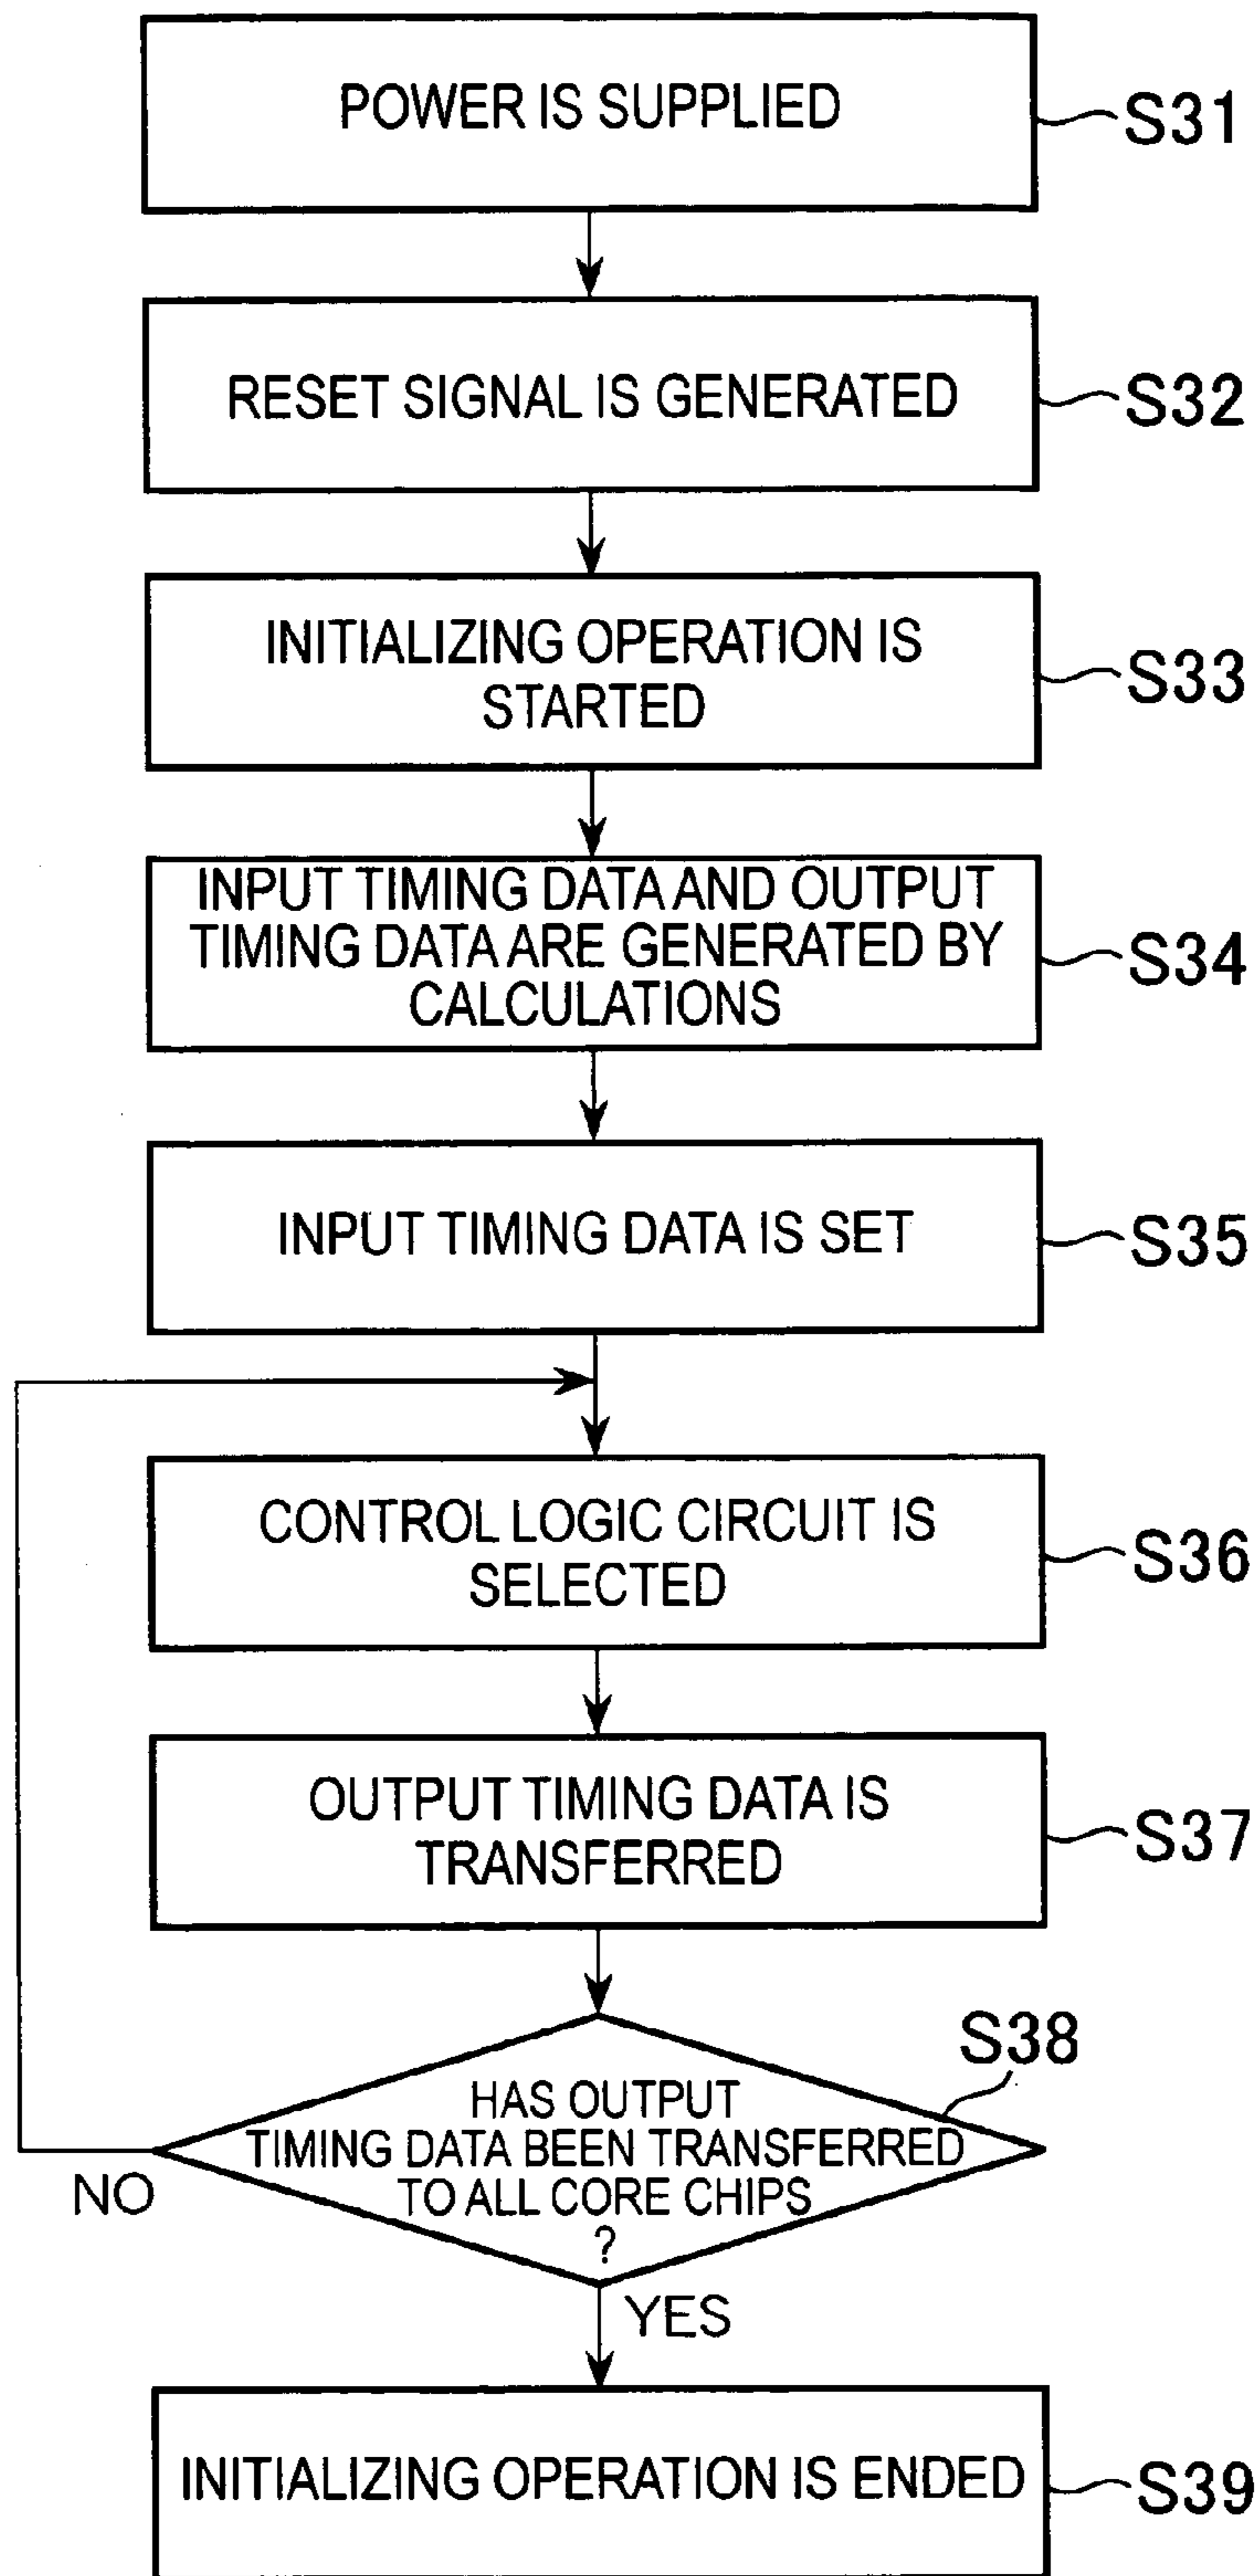 POWER IS SUPPLIED
S31
RESET SIGNAL IS GENERATED
S32
INITIALIZING OPERATION IS
STARTED
S33
INPUT TIMING DATA AND OUTPUT
TIMING DATA ARE GENERATED BY
CALCULATIONS
S34
INPUT TIMING DATA IS SET
S35
CONTROL LOGIC CIRCUIT IS
SELECTED
S36
OUTPUT TIMING DATA IS
TRANSFERRED
S37
S38
HAS OUTPUT
TIMING DATA BEEN TRANSFERRED
TO ALL CORE CHIPS
?
NO
YES
INITIALIZING OPERATION IS ENDED
S39